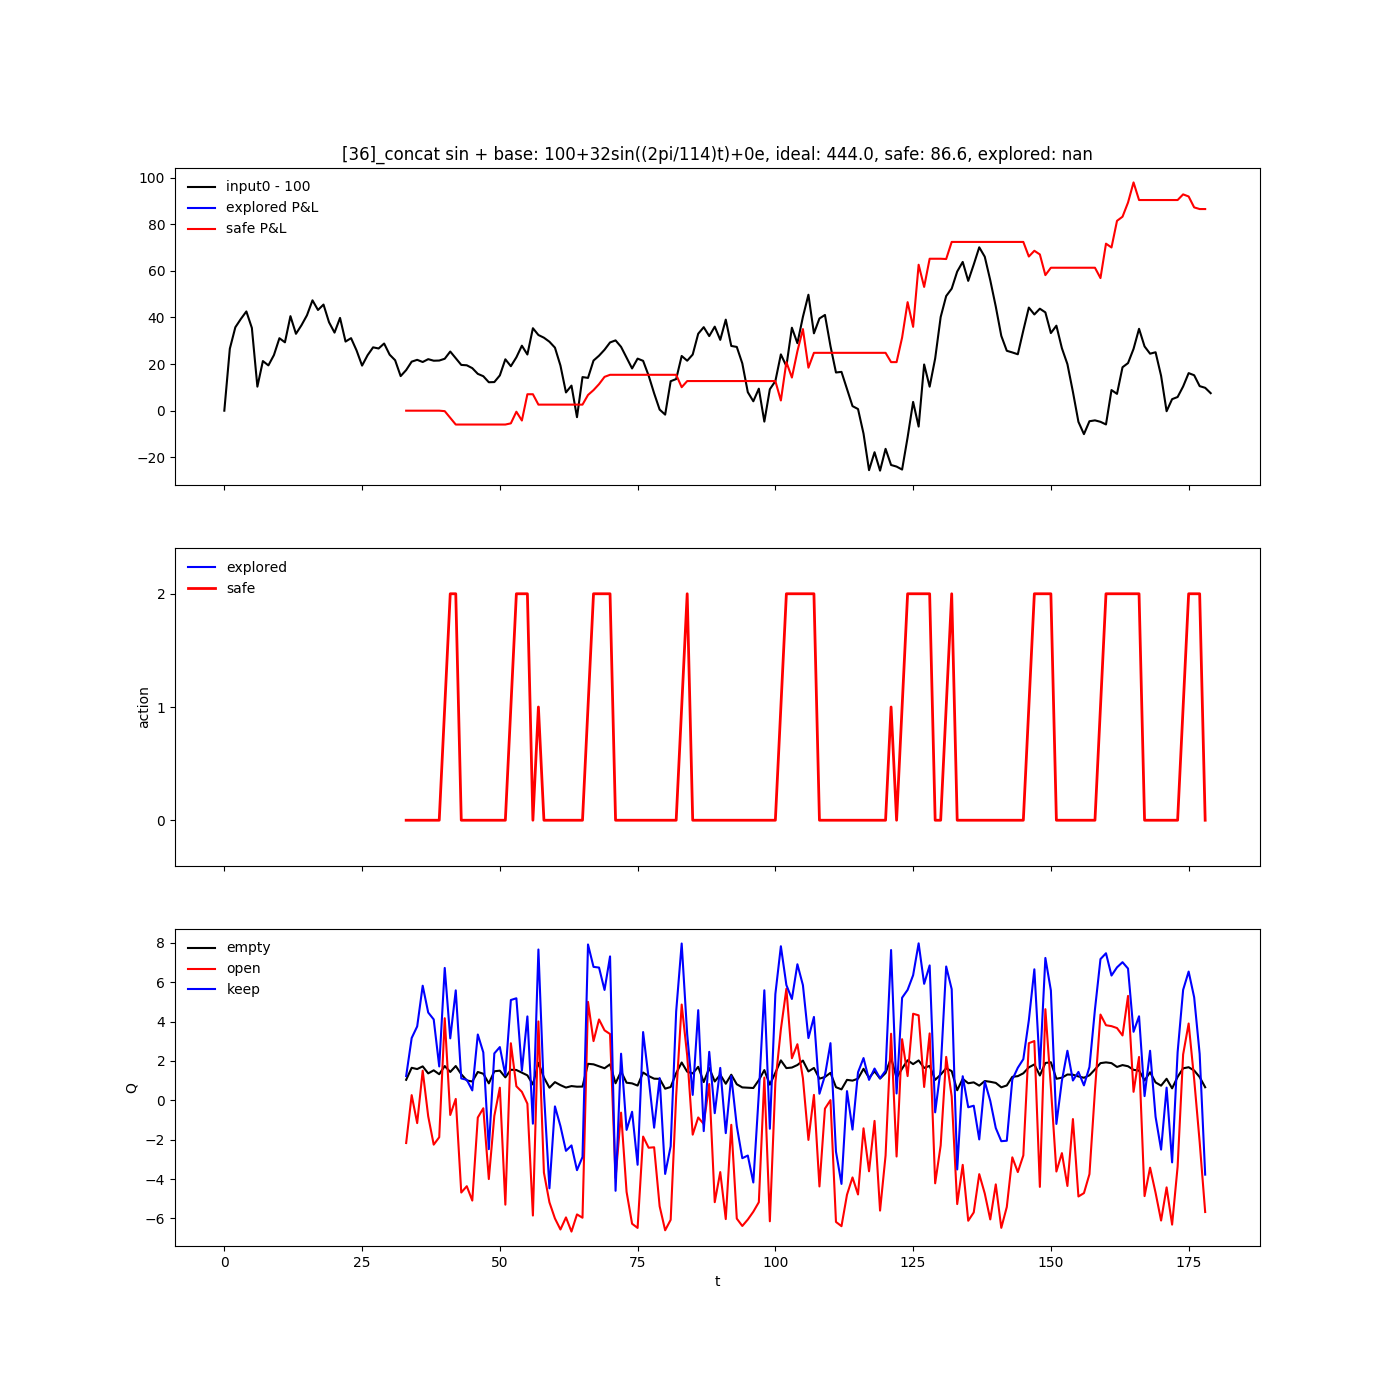 [36]_concat sin + base: 100+32sin((2pi/114)t)+0e, ideal: 444.0, safe: 86.6, explored: nan
100
80
60
40
20
0
−20
input0 - 100
explored P&L
safe P&L
2
1
0
action
explored
safe
8
6
4
2
0
−2
−4
−6
Q
empty
open
keep
0 25 50 75 100 125 150 175
t